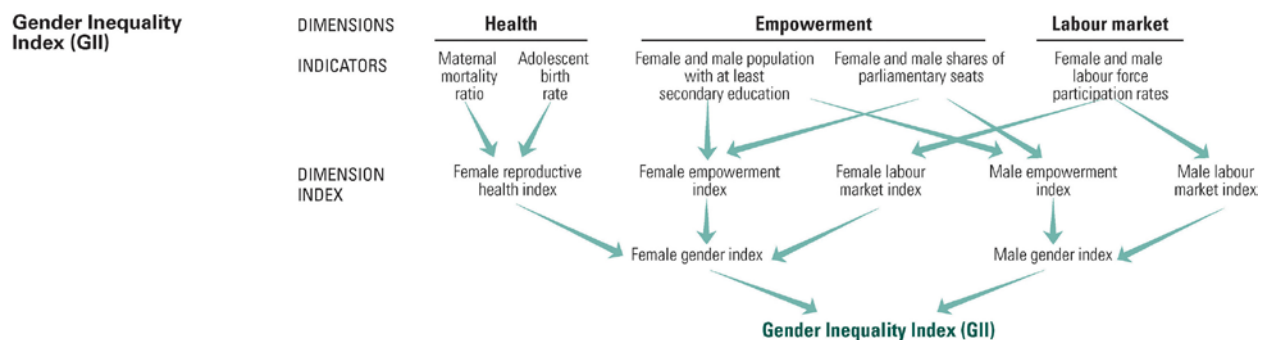 Gender Inequality
Index (GII)
DIMENSIONS
Health
Empowerment
Labour market
INDICATORS
Maternal
mortality
ratio
Adolescent
birth
rate
Female and male population
with at least
secondary education
Female and male shares of
parliamentary seats
Female and male
labour force
participation rates
DIMENSION
INDEX
Female reproductive
health index
Female empowerment
index
Female labour
market index
Male empowerment
index
Male labour
market index
Female gender index
Male gender index
Gender Inequality Index (GII)